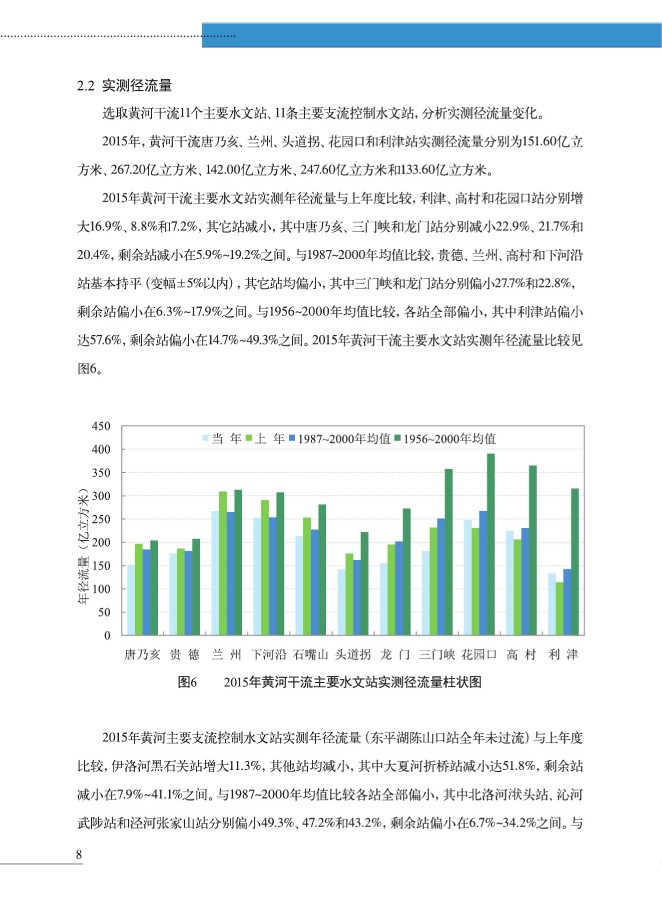 2.2 实测径流量
选取黄河干流11个主要水文站、11条主要支流控制水文站，分析实测径流量变化。
2015年，黄河干流唐乃亥、兰州、头道拐、花园口和利津站实测径流量分别为151.60亿立
方米、267.20亿立方米、142.00亿立方米、247.60亿立方米和133.60亿立方米。
2015年黄河干流主要水文站实测年径流量与上年度比较，利津、高村和花园口站分别增
大16.9%、8.8%和7.2%，其它站减小，其中唐乃亥、三门峡和龙门站分别减小22.9%、21.7%和
20.4%，剩余站减小在5.9%~19.2%之间。与1987~2000年均值比较，贵德、兰州、高村和下河沿
站基本持平（变幅±5%以内），其它站均偏小，其中三门峡和龙门站分别偏小27.7%和22.8%，
剩余站偏小在6.3%~17.9%之间。与1956~2000年均值比较，各站全部偏小，其中利津站偏小
达57.6%，剩余站偏小在14.7%~49.3%之间。2015年黄河干流主要水文站实测年径流量比较见
图6。
450
400
350
300
250
200
150
100
50
0
年径流量（亿立方米）
当 年 上 年 1987~2000年均值 1956~2000年均值
唐乃亥 贵 德 兰 州 下河沿 石嘴山 头道拐 龙 门 三门峡 花园口 高 村 利 津
图6 2015年黄河干流主要水文站实测径流量柱状图
2015年黄河主要支流控制水文站实测年径流量（东平湖陈山口站全年未过流）与上年度
比较，伊洛河黑石关站增大11.3%，其他站均减小，其中大夏河折桥站减小达51.8%，剩余站
减小在7.9%~41.1%之间。与1987~2000年均值比较各站全部偏小，其中北洛河洑头站、沁河
武陟站和泾河张家山站分别偏小49.3%、47.2%和43.2%，剩余站偏小在6.7%~34.2%之间。与
8